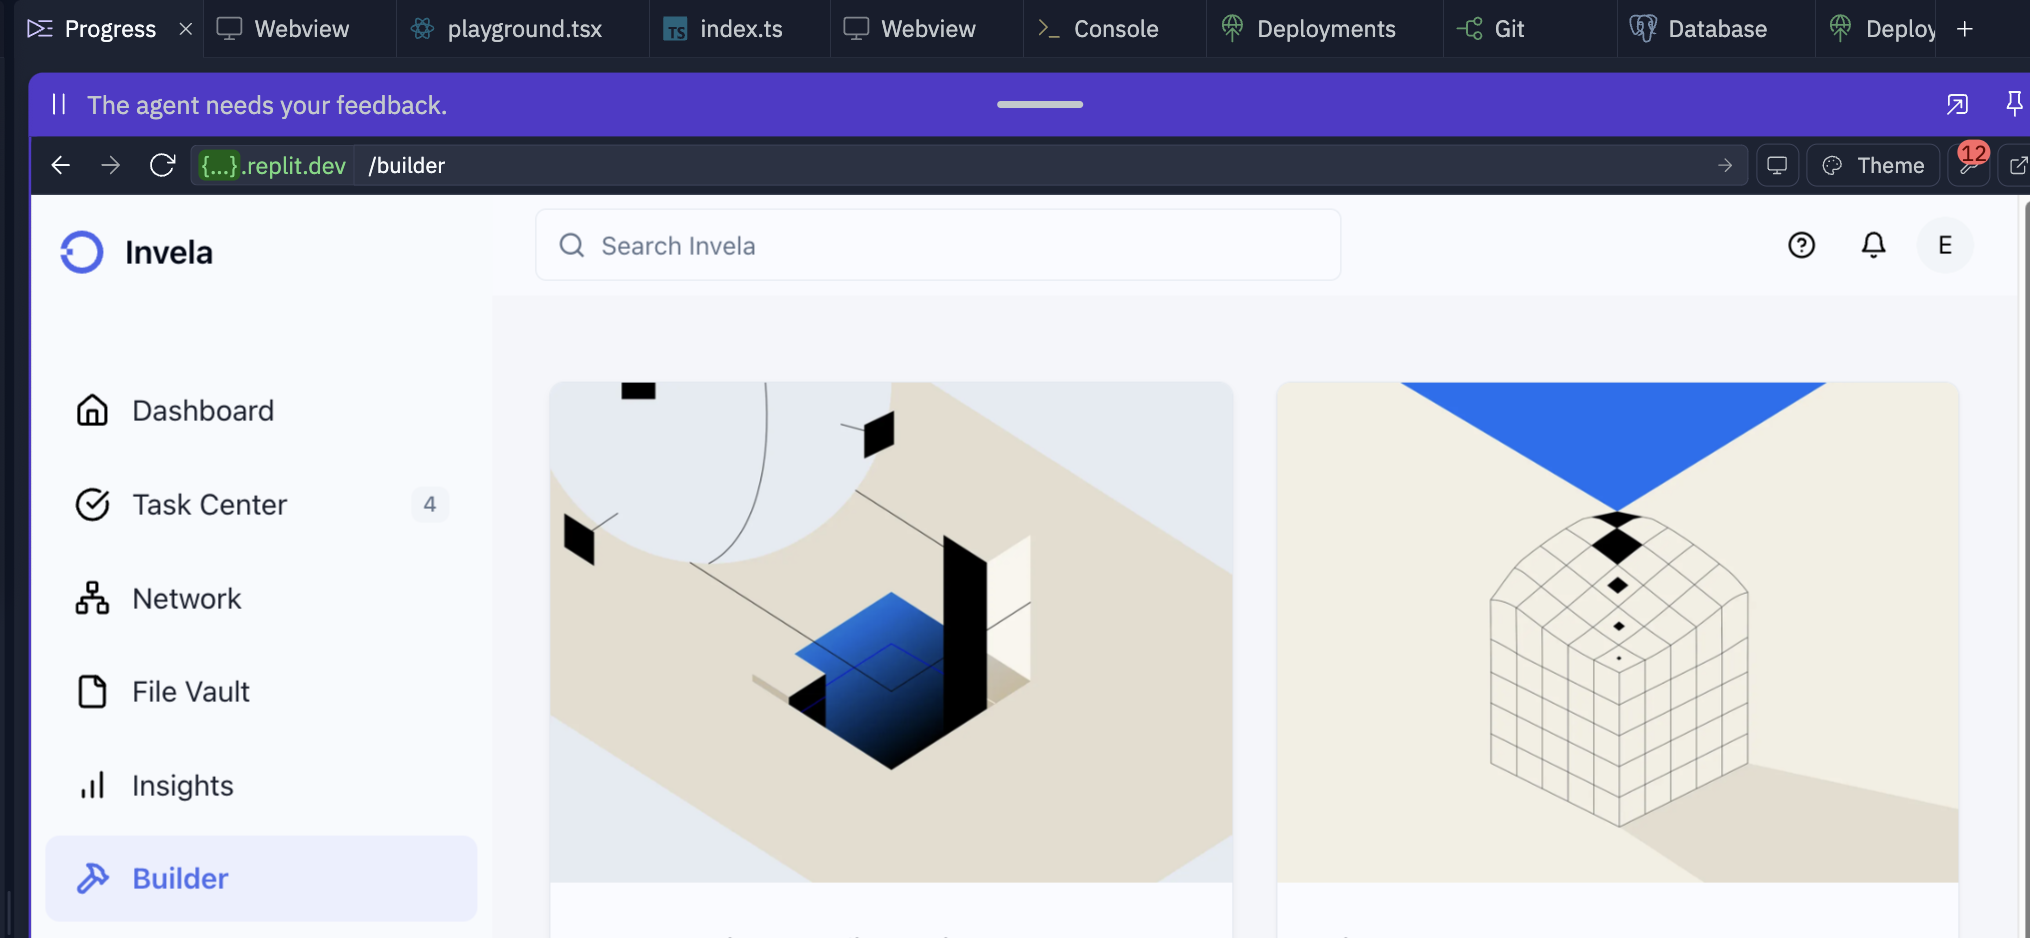 Progress
Webview
playground.tsx
TS index.ts
Webview
Console
Deployments
Git
Database
Deploy
The agent needs your feedback.
{...}.replit.dev /builder
Theme
12
Invela
Search Invela
E
Dashboard
Task Center 4
Network
File Vault
Insights
Builder